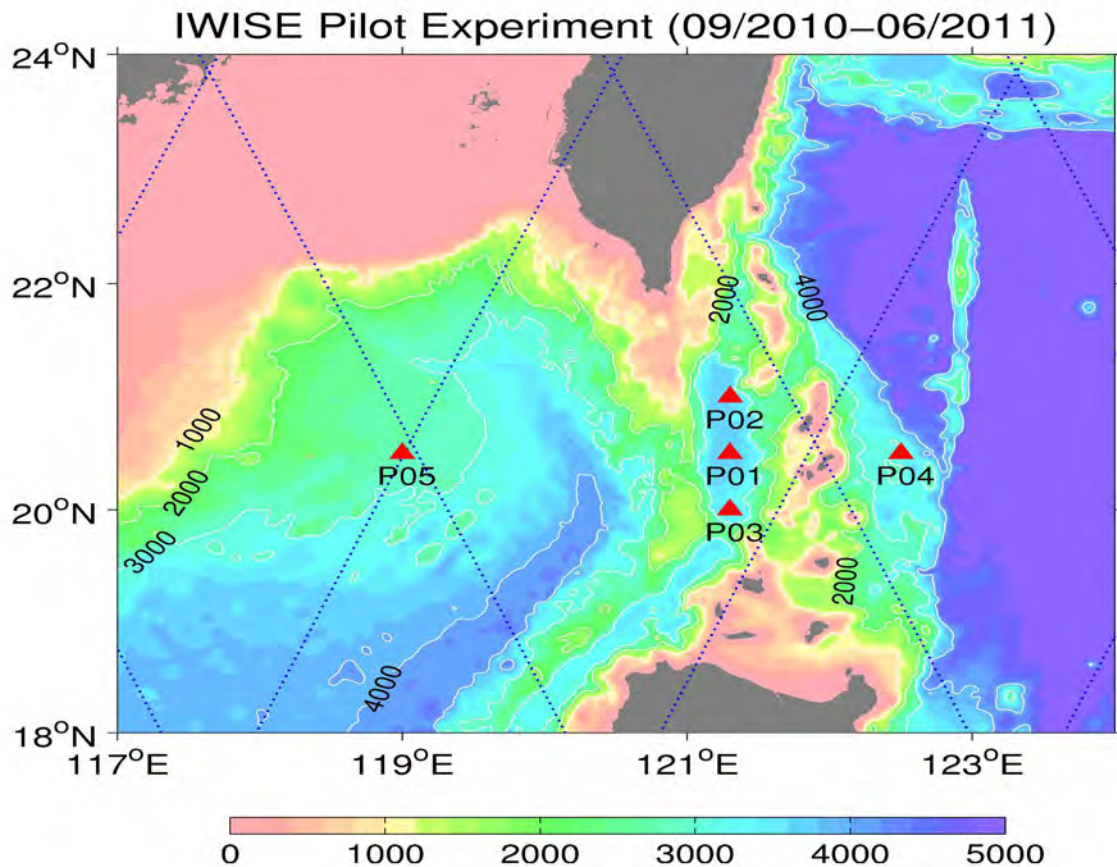 IWISE Pilot Experiment (09/2010–06/2011)
24°N
22°N
2000
4000
P02
1000
P05
P01
P04
2000
20°N
P03
3000
2000
4000
18°N
117°E 119°E 121°E 123°E
0 1000 2000 3000 4000 5000